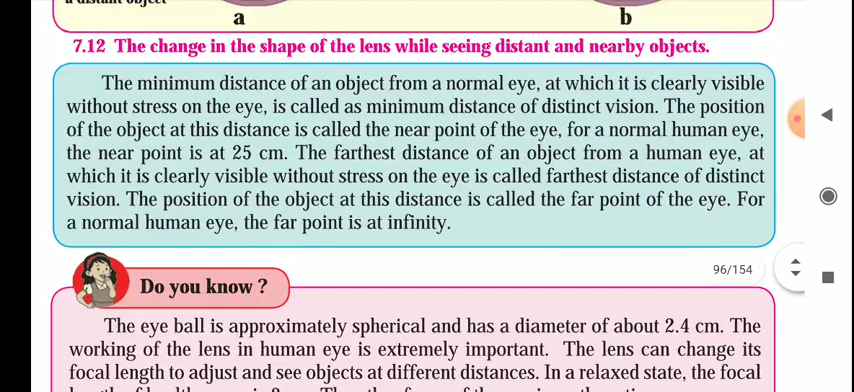 a distant object
a
b
7.12 The change in the shape of the lens while seeing distant and nearby objects.
The minimum distance of an object from a normal eye, at which it is clearly visible
without stress on the eye, is called as minimum distance of distinct vision. The position
of the object at this distance is called the near point of the eye, for a normal human eye,
the near point is at 25 cm. The farthest distance of an object from a human eye, at
which it is clearly visible without stress on the eye is called farthest distance of distinct
vision. The position of the object at this distance is called the far point of the eye. For
a normal human eye, the far point is at infinity.
96/154
Do you know ?
The eye ball is approximately spherical and has a diameter of about 2.4 cm. The
working of the lens in human eye is extremely important. The lens can change its
focal length to adjust and see objects at different distances. In a relaxed state, the focal